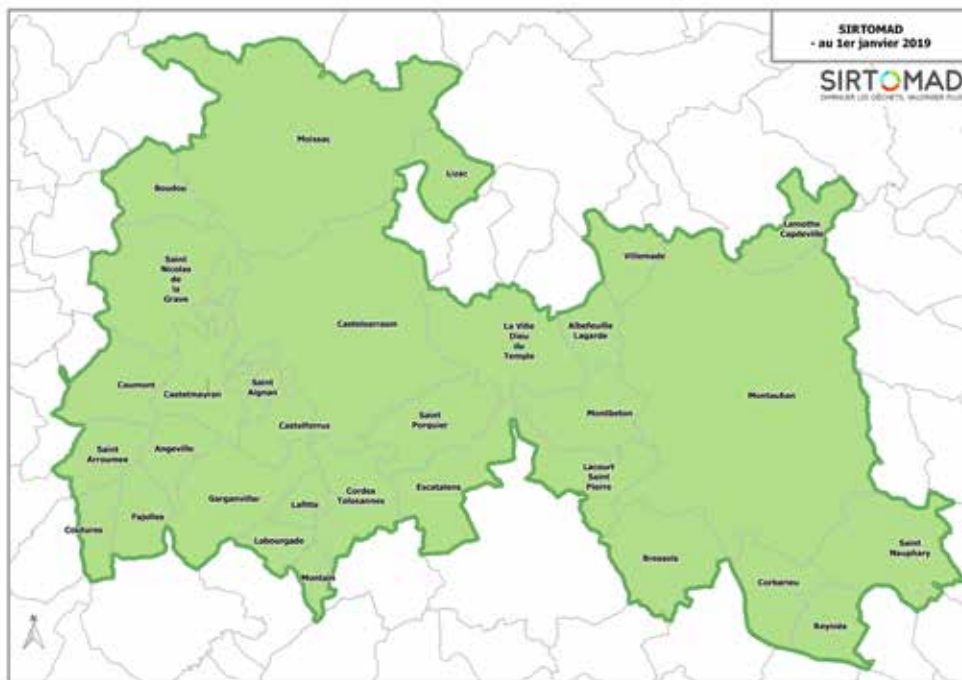 SIRTOMAD
- au 1er janvier 2019
SIRTOMAD
Moissac
Lizac
Boudou
Lamothe
Capdeville
Villemade
Saint
Nicolas
de
la
Grave
Castelsarrasin
La Ville
Dieu
du
Temple
Albefeuille
Lagarde
Caumont
Castelmayran
Saint
Aignan
Montauban
Castelferrus
Saint
Porquier
Montbeton
Saint
Arroumex
Angeville
Lacourt
Saint
Pierre
Garganvillar
Lafitte
Cordes
Tolosannes
Escatalens
Coutures
Fajolles
Labourgade
Montain
Bressols
Saint
Nauphary
Corbarieu
Reyniès
N